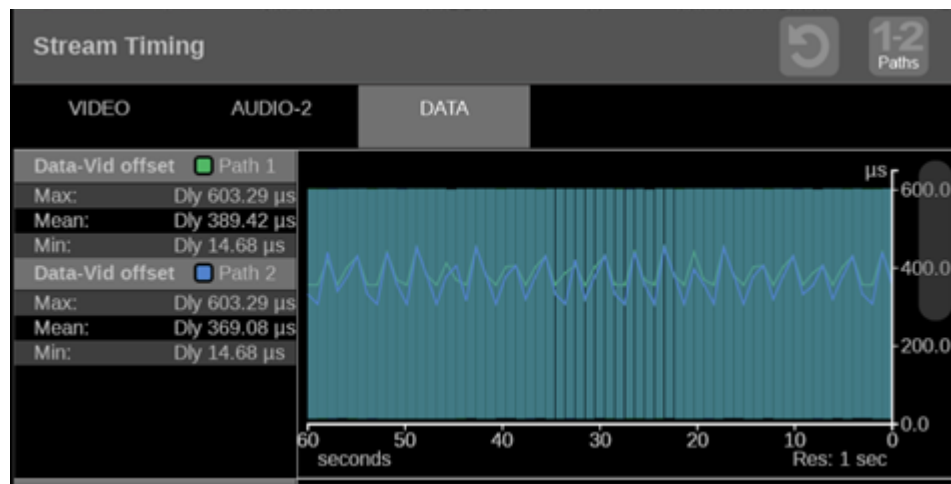 Stream Timing
1-2
Paths
VIDEO AUDIO-2 DATA
Data-Vid offset Path 1
Max: Dly 603.29 µs
Mean: Dly 389.42 µs
Min: Dly 14.68 µs
Data-Vid offset Path 2
Max: Dly 603.29 µs
Mean: Dly 369.08 µs
Min: Dly 14.68 µs
µs
600.0
400.0
200.0
0.0
60 50 40 30 20 10 0
seconds Res: 1 sec